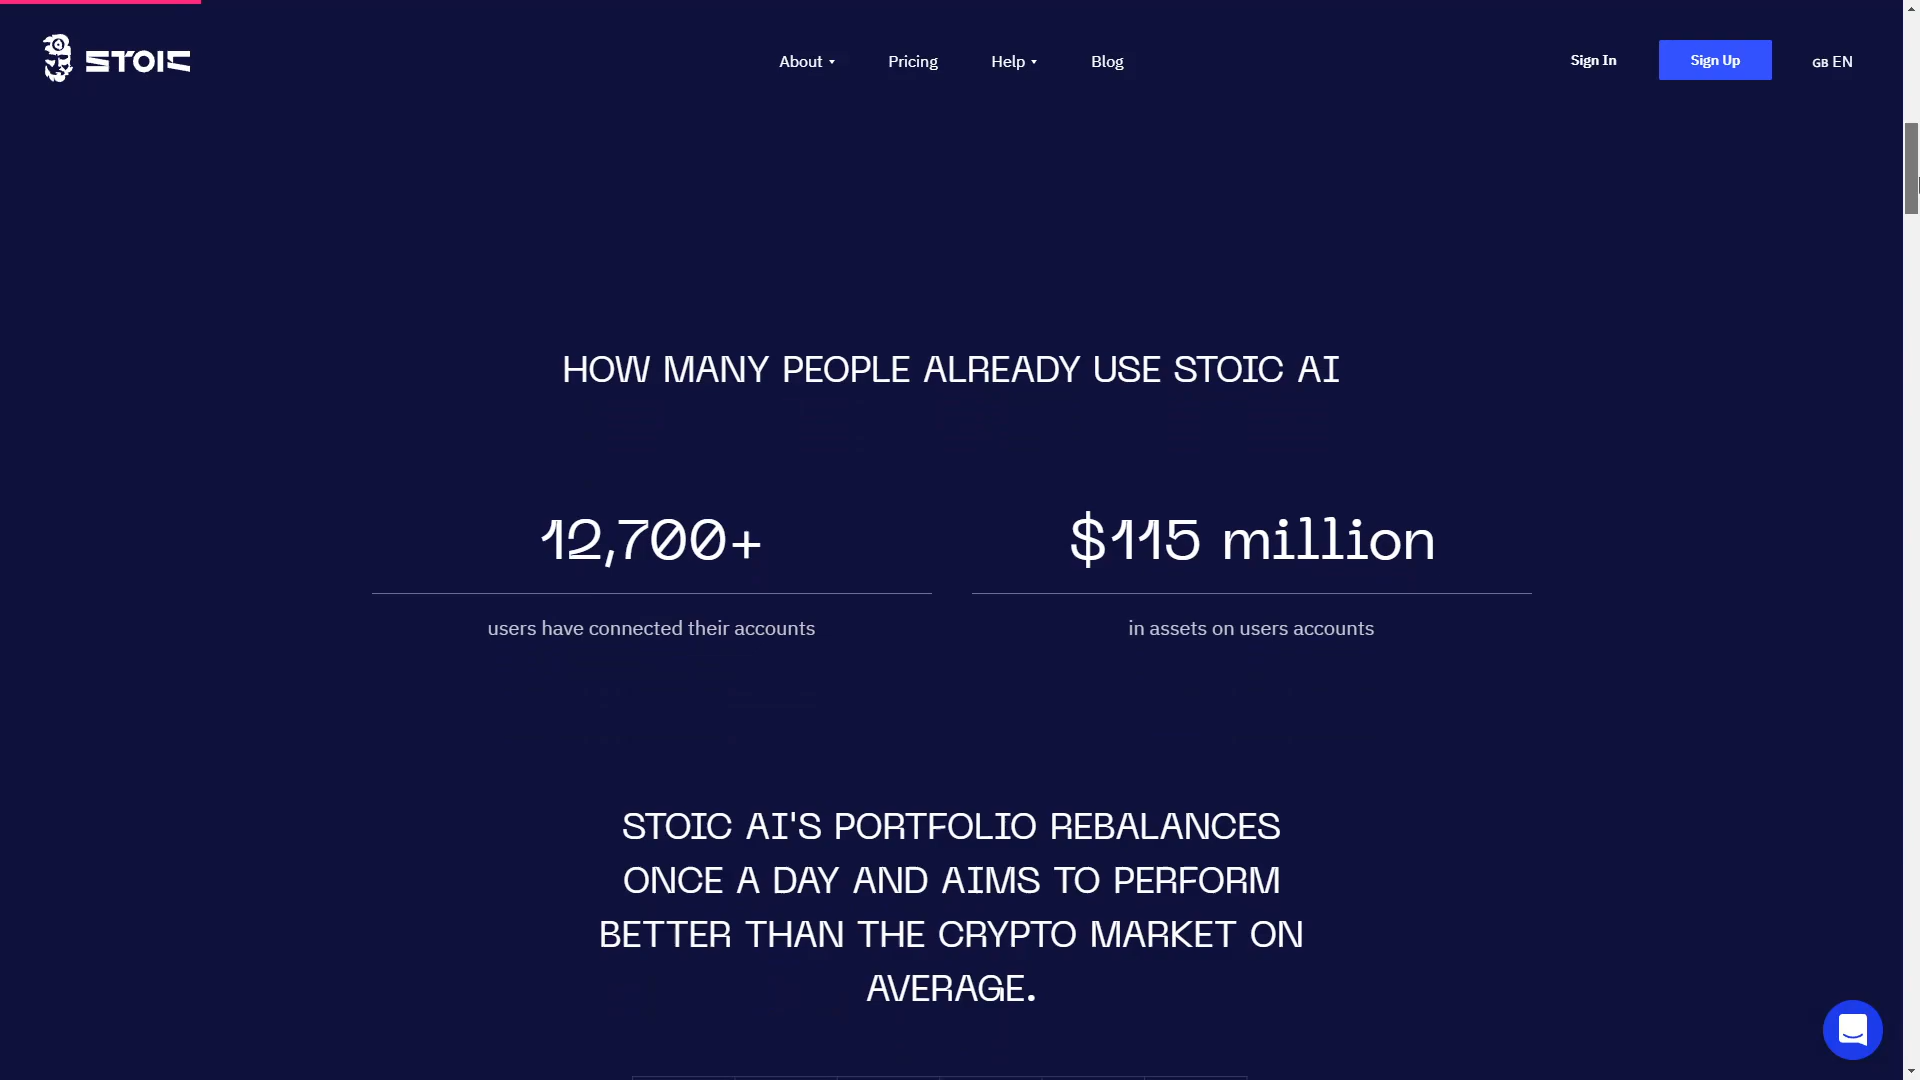 STOIC
About
Pricing
Help
Blog
Sign In
Sign Up
GB EN
HOW MANY PEOPLE ALREADY USE STOIC AI
12,700+
$115 million
users have connected their accounts
in assets on users accounts
STOIC AI'S PORTFOLIO REBALANCES
ONCE A DAY AND AIMS TO PERFORM
BETTER THAN THE CRYPTO MARKET ON
AVERAGE.